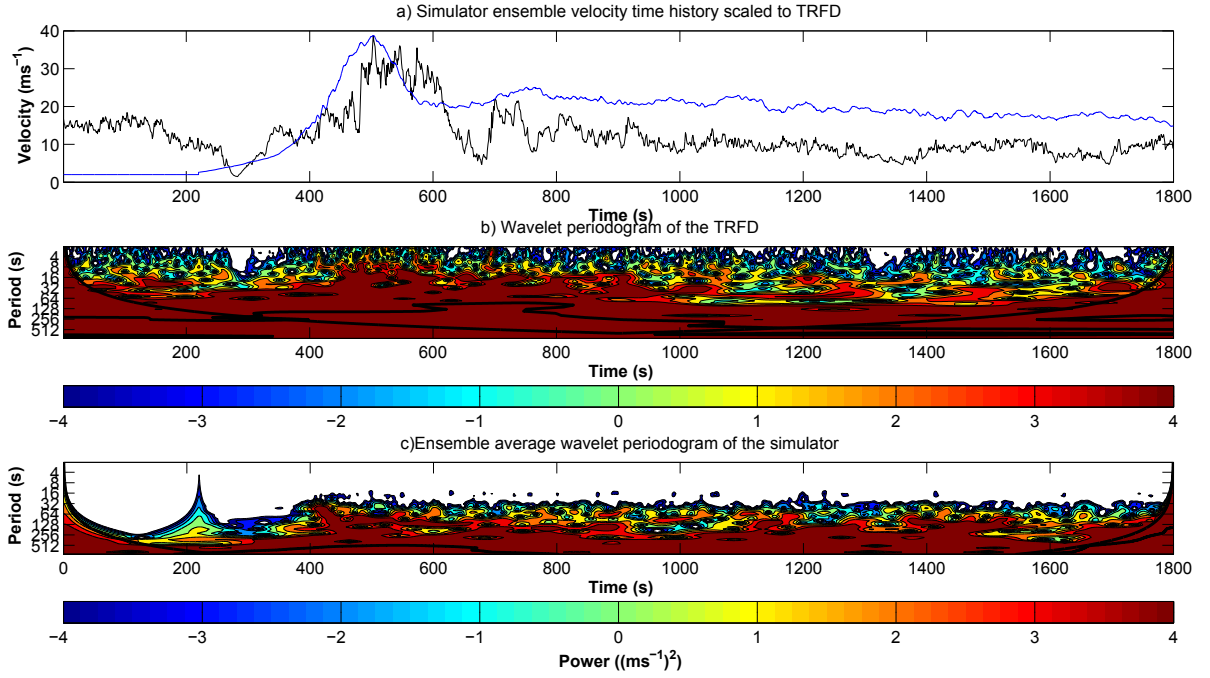 a) Simulator ensemble velocity time history scaled to TRFD
Velocity (ms⁻¹)
40
30
20
10
0
200 400 600 800 1000 1200 1400 1600 1800
Time (s)
b) Wavelet periodogram of the TRFD
Period (s)
4
8
16
32
64
128
256
512
200 400 600 800 1000 1200 1400 1600 1800
Time (s)
−4 −3 −2 −1 0 1 2 3 4
c)Ensemble average wavelet periodogram of the simulator
Period (s)
4
8
16
32
64
128
256
512
0 200 400 600 800 1000 1200 1400 1600 1800
Time (s)
−4 −3 −2 −1 0 1 2 3 4
Power ((ms⁻¹)²)